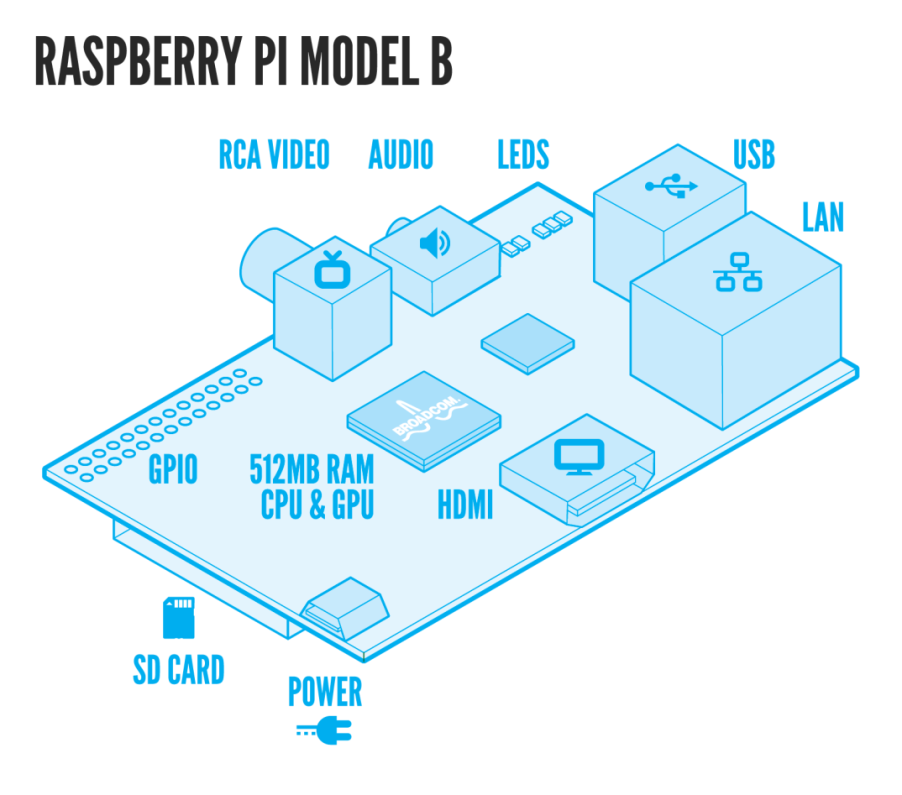 RASPBERRY PI MODEL B
RCA VIDEO
AUDIO
LEDS
USB
LAN
BROADCOM
GPIO
512MB RAM
CPU & GPU
HDMI
SD CARD
POWER